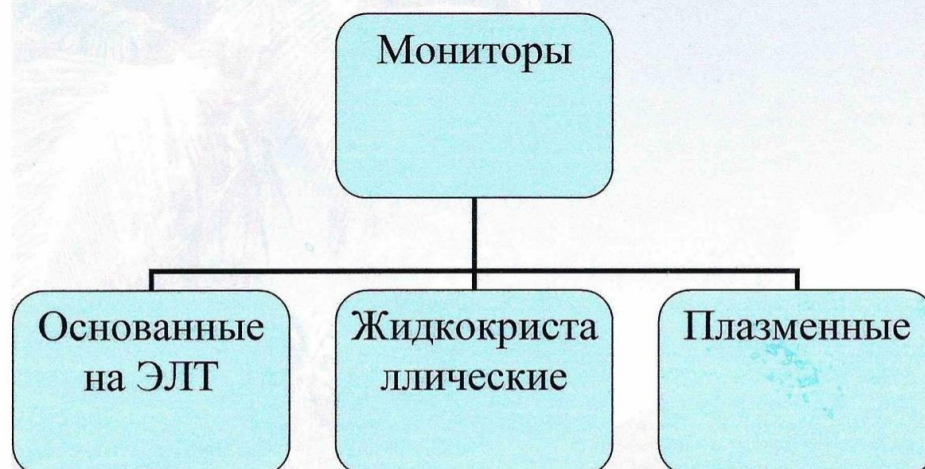 Мониторы
Основанные
на ЭЛТ
Жидкокриста
ллические
Плазменные